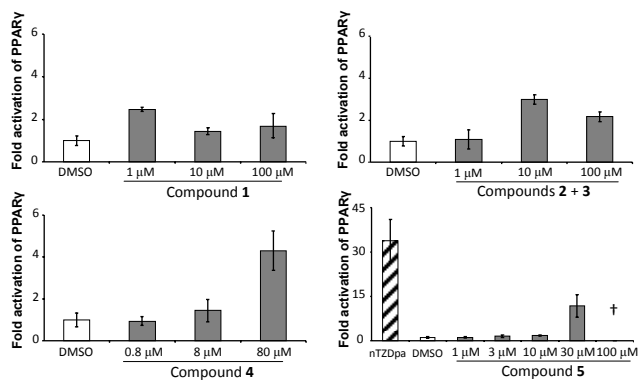 Fold activation of PPARγ
6
4
2
0
DMSO
1 μM
10 μM
100 μM
Compound 1
Fold activation of PPARγ
6
4
2
0
DMSO
1 μM
10 μM
100 μM
Compounds 2 + 3
Fold activation of PPARγ
6
4
2
0
DMSO
0.8 μM
8 μM
80 μM
Compound 4
Fold activation of PPARγ
45
30
15
0
†
nTZDpa
DMSO
1 μM
3 μM
10 μM
30 μM
100 μM
Compound 5